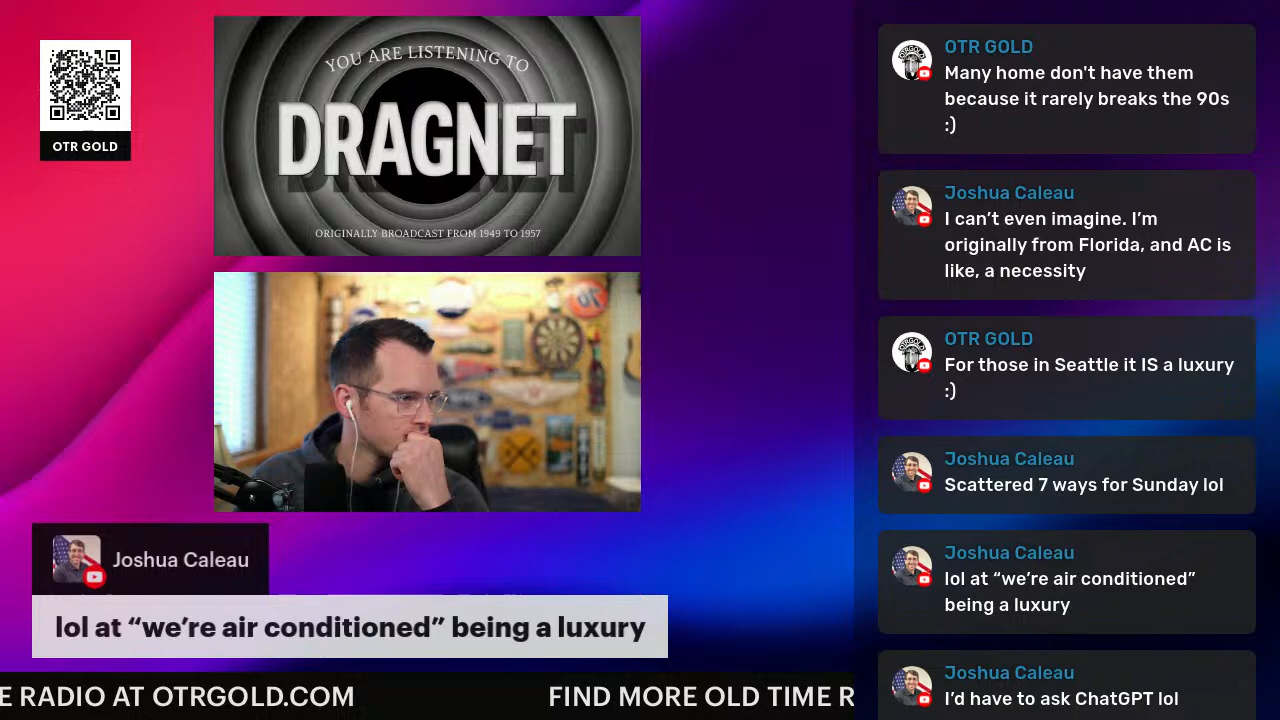 OTR GOLD
YOU ARE LISTENING TO
DRAGNET
ORIGINALLY BROADCAST FROM 1949 TO 1957
76
Joshua Caleau
lol at “we’re air conditioned” being a luxury
E RADIO AT OTRGOLD.COM
FIND MORE OLD TIME R
OTR GOLD
Many home don't have them
because it rarely breaks the 90s
:)
Joshua Caleau
I can’t even imagine. I’m
originally from Florida, and AC is
like, a necessity
OTR GOLD
For those in Seattle it IS a luxury
:)
Joshua Caleau
Scattered 7 ways for Sunday lol
Joshua Caleau
lol at “we’re air conditioned”
being a luxury
Joshua Caleau
I’d have to ask ChatGPT lol